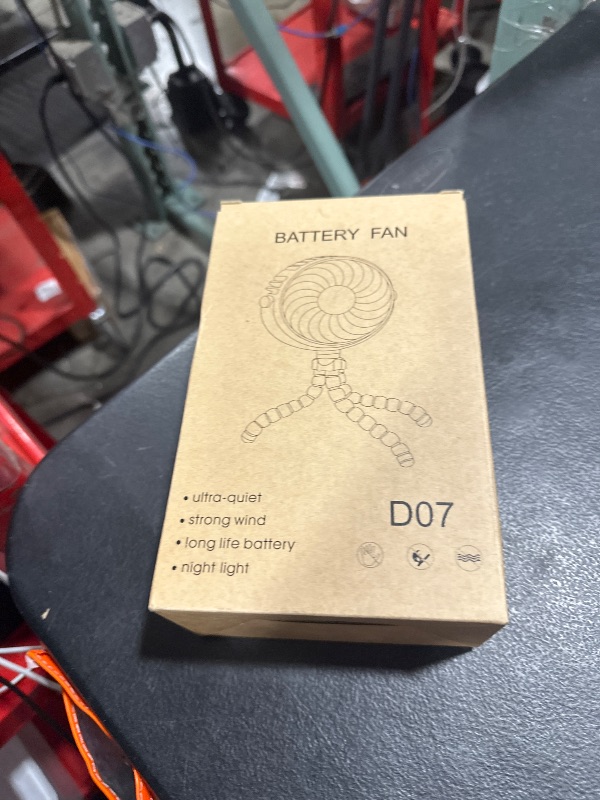 BATTERY FAN
• ultra-quiet
• strong wind
• long life battery
• night light
D07